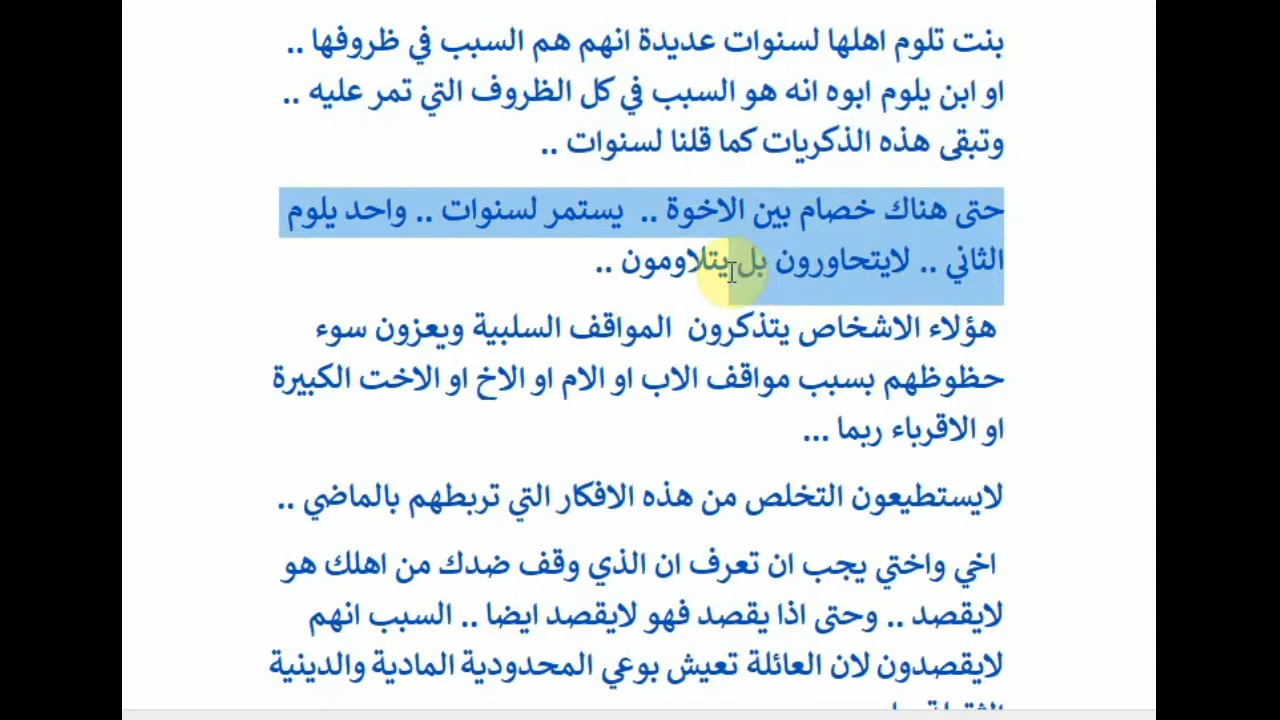 بنت تلوم اهلها لسنوات عديدة انهم هم السبب في ظروفها ..
او ابن يلوم ابوه انه هو السبب في كل الظروف التي تمر عليه ..
وتبقى هذه الذكريات كما قلنا لسنوات ..
حتى هناك خصام بين الاخوة .. يستمر لسنوات .. واحد يلوم
الثاني .. لايتحاورون بل يتلاومون ..
هؤلاء الاشخاص يتذكرون المواقف السلبية ويعزون سوء
حظوظهم بسبب مواقف الاب او الام او الاخ او الاخت الكبيرة
او الاقرباء ربما ...
لايستطيعون التخلص من هذه الافكار التي تربطهم بالماضي ..
اخي واختي يجب ان تعرف ان الذي وقف ضدك من اهلك هو
لايقصد .. وحتى اذا يقصد فهو لايقصد ايضا .. السبب انهم
لايقصدون لان العائلة تعيش بوعي المحدودية المادية والدينية